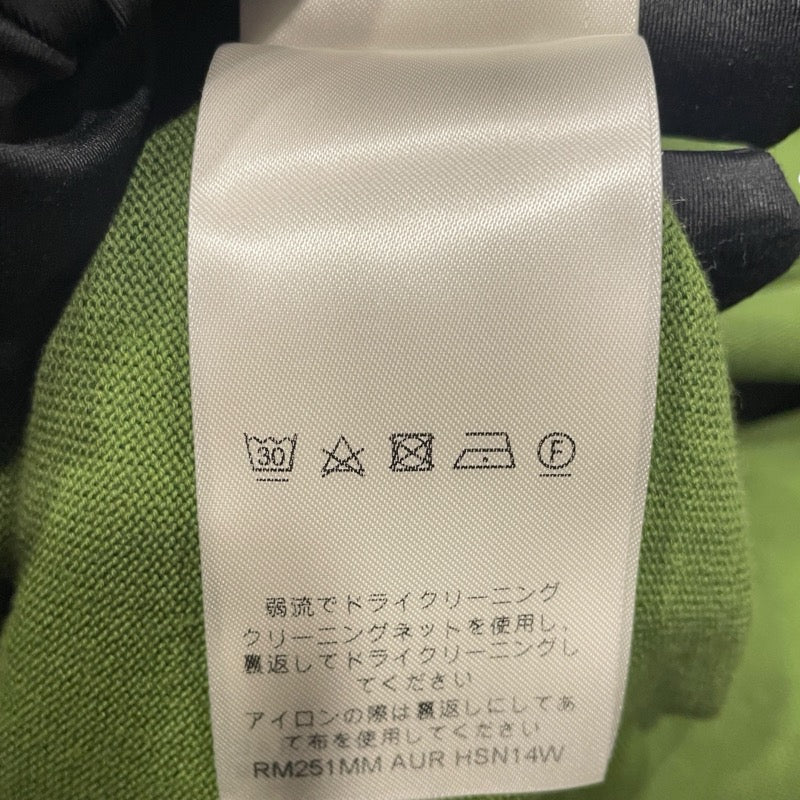 30 F
弱流でドライクリーニング
クリーニングネットを使用し、
裏返してドライクリーニングし
てください
アイロンの際は裏返しにしてあ
て布を使用してください
RM251MM AUR HSN14W